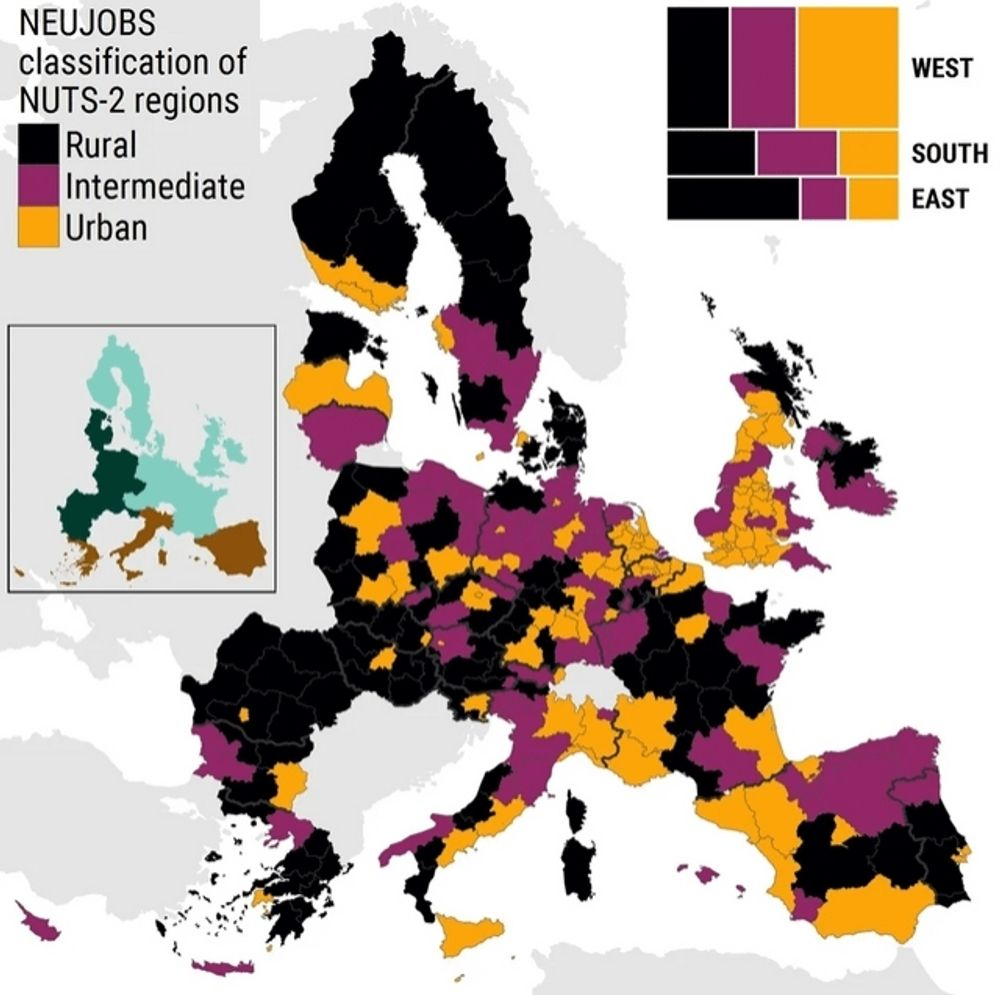 NEUJOBS
classification of
NUTS-2 regions
Rural
Intermediate
Urban
WEST
SOUTH
EAST